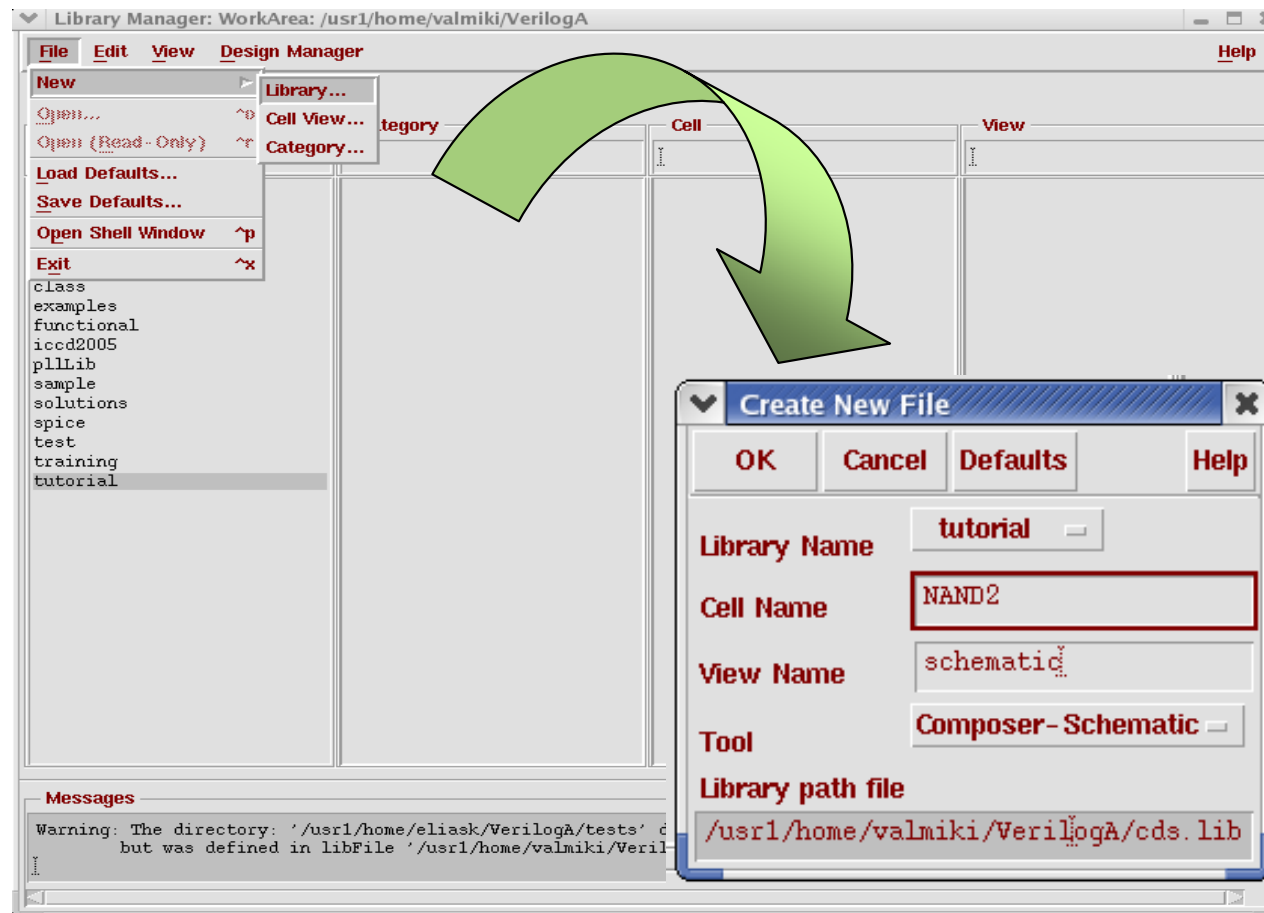 Library Manager: WorkArea: /usr1/home/valmiki/VerilogA
File Edit View Design Manager Help
New
Open... ^o
Open (Read-Only) ^r
Load Defaults...
Save Defaults...
Open Shell Window ^p
Exit ^x
Library...
Cell View...
Category...
tegory
Cell
View
class
examples
functional
iccd2005
pllLib
sample
solutions
spice
test
training
tutorial
Messages
Warning: The directory: '/usr1/home/eliask/VerilogA/tests' d
but was defined in libFile '/usr1/home/valmiki/Veril
Create New File
OK Cancel Defaults Help
Library Name tutorial
Cell Name NAND2
View Name schematic
Tool Composer-Schematic
Library path file
/usr1/home/valmiki/VerilogA/cds.lib